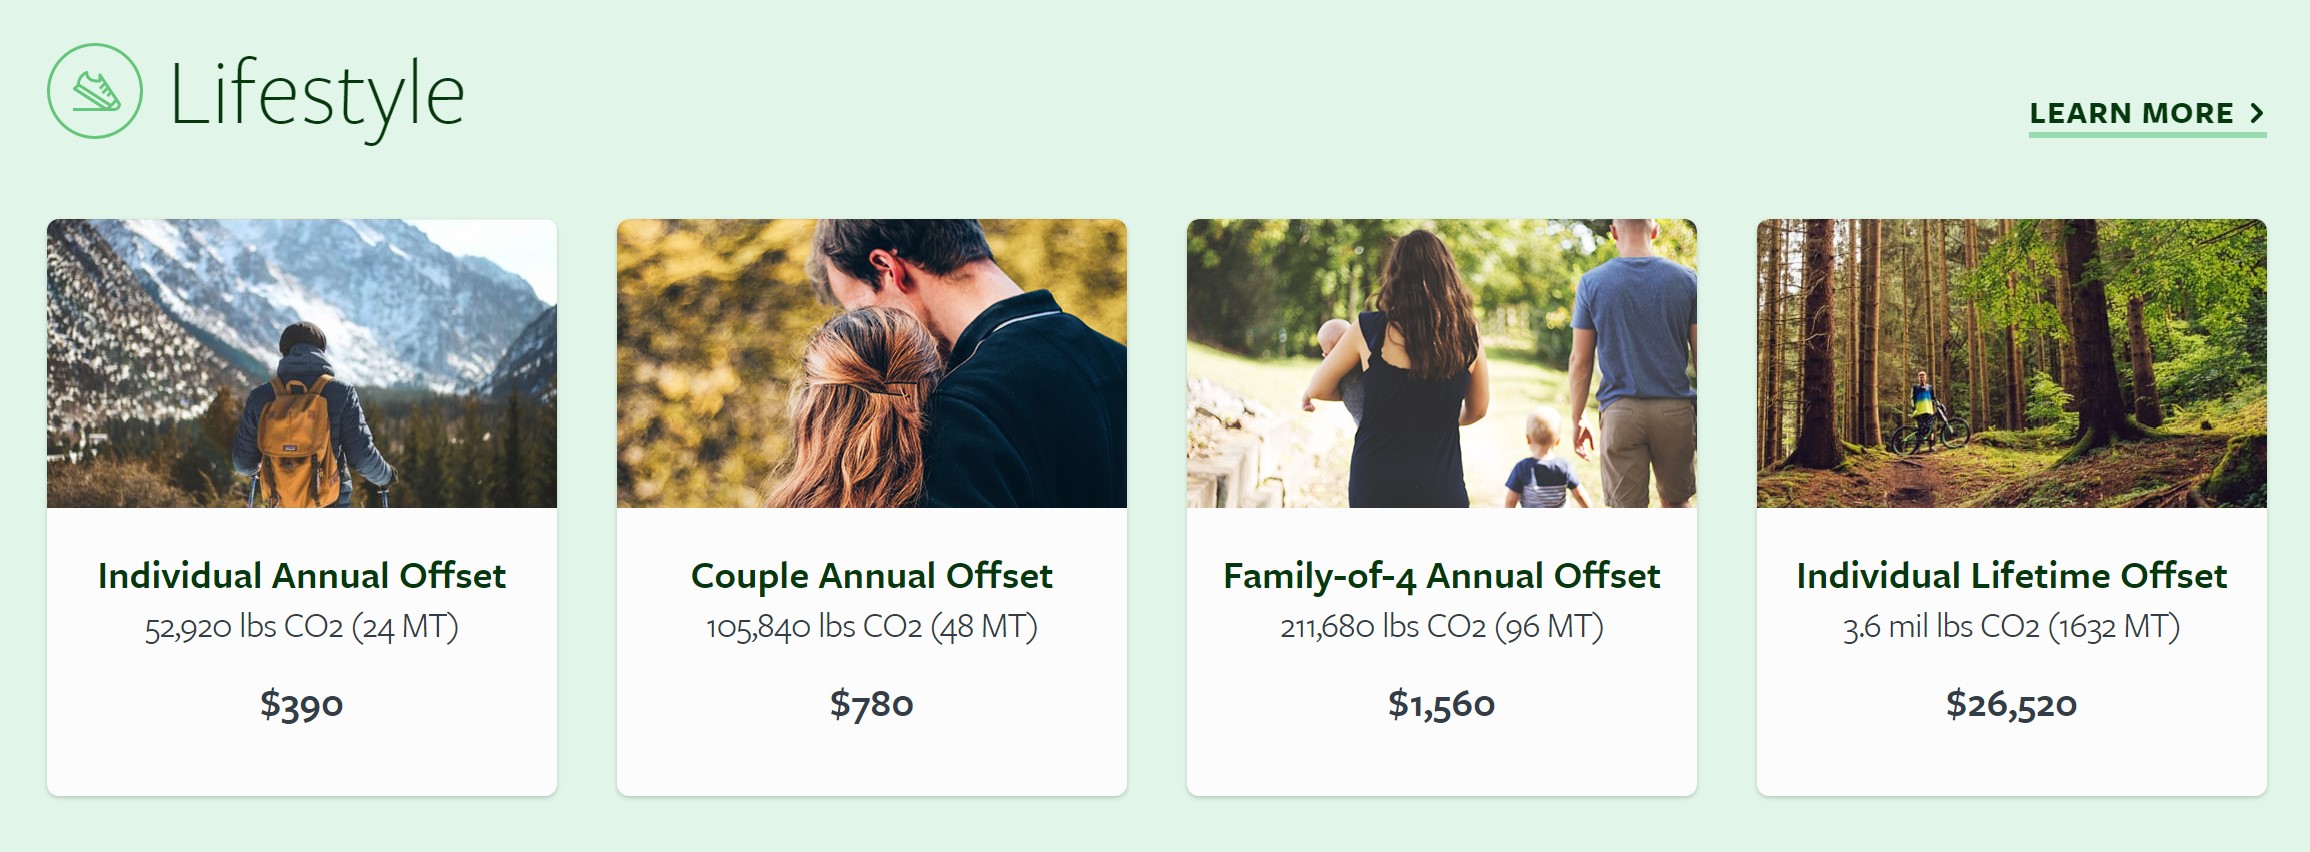 Lifestyle
LEARN MORE
Individual Annual Offset
52,920 lbs CO2 (24 MT)
$390
Couple Annual Offset
105,840 lbs CO2 (48 MT)
$780
Family-of-4 Annual Offset
211,680 lbs CO2 (96 MT)
$1,560
Individual Lifetime Offset
3.6 mil lbs CO2 (1632 MT)
$26,520